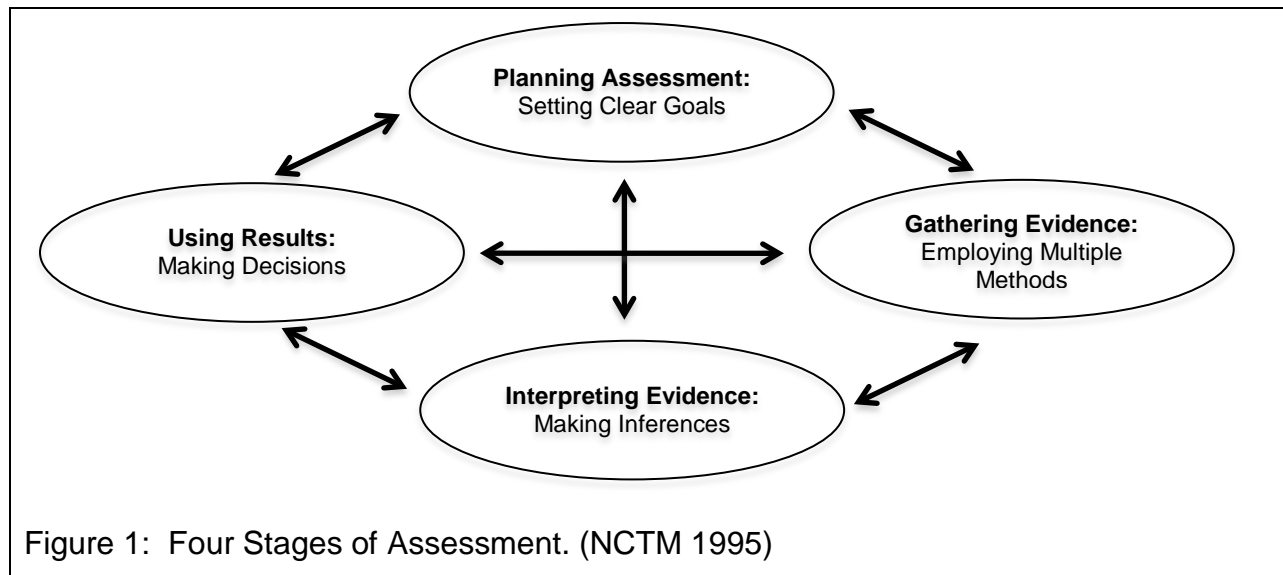 Planning Assessment:
Setting Clear Goals
Using Results:
Making Decisions
Gathering Evidence:
Employing Multiple
Methods
Interpreting Evidence:
Making Inferences
Figure 1:  Four Stages of Assessment. (NCTM 1995)